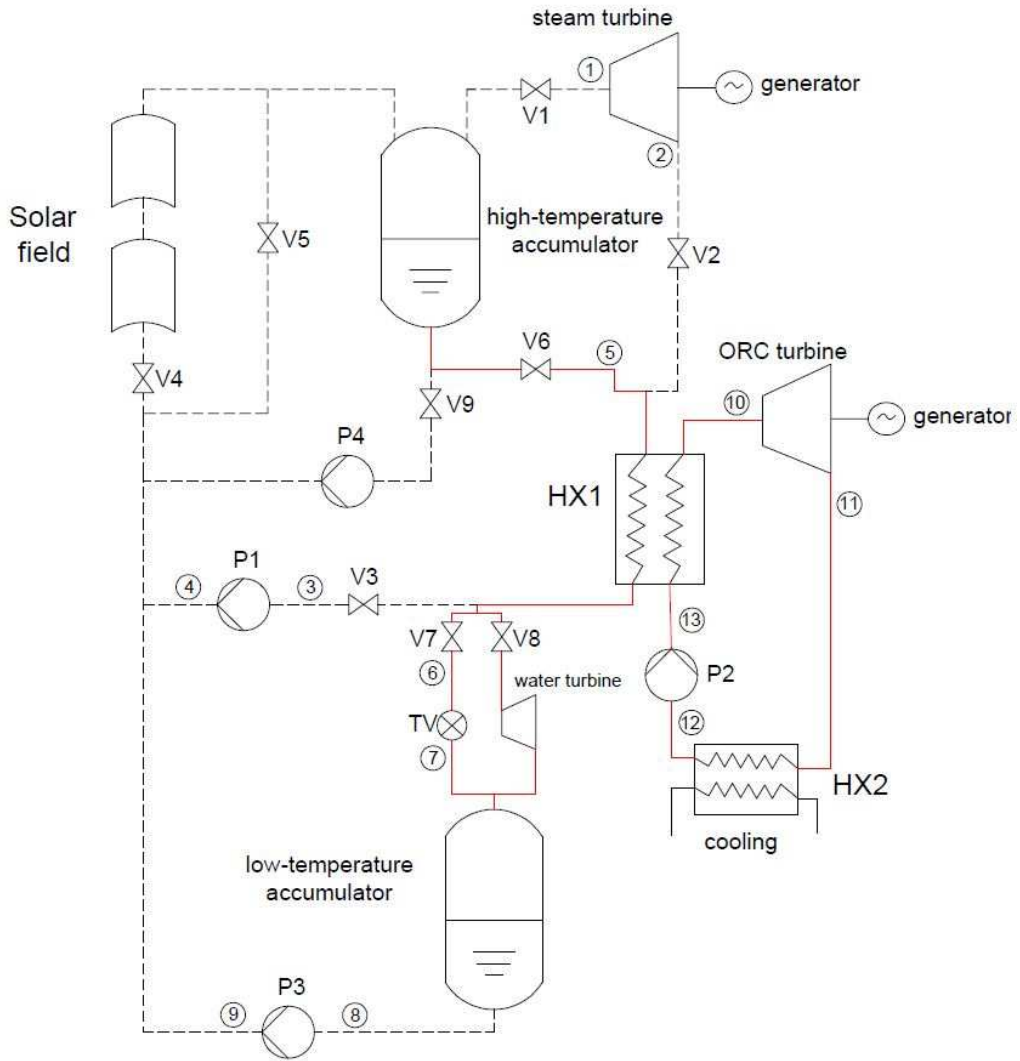 steam turbine
1
generator
V1
2
Solar
field
V5
high-temperature
accumulator
V2
V4
V6
5
ORC turbine
10
V9
generator
P4
HX1
11
P1
4
3
V3
13
V7
V8
6
water turbine
P2
TV
12
7
HX2
cooling
low-temperature
accumulator
P3
9
8